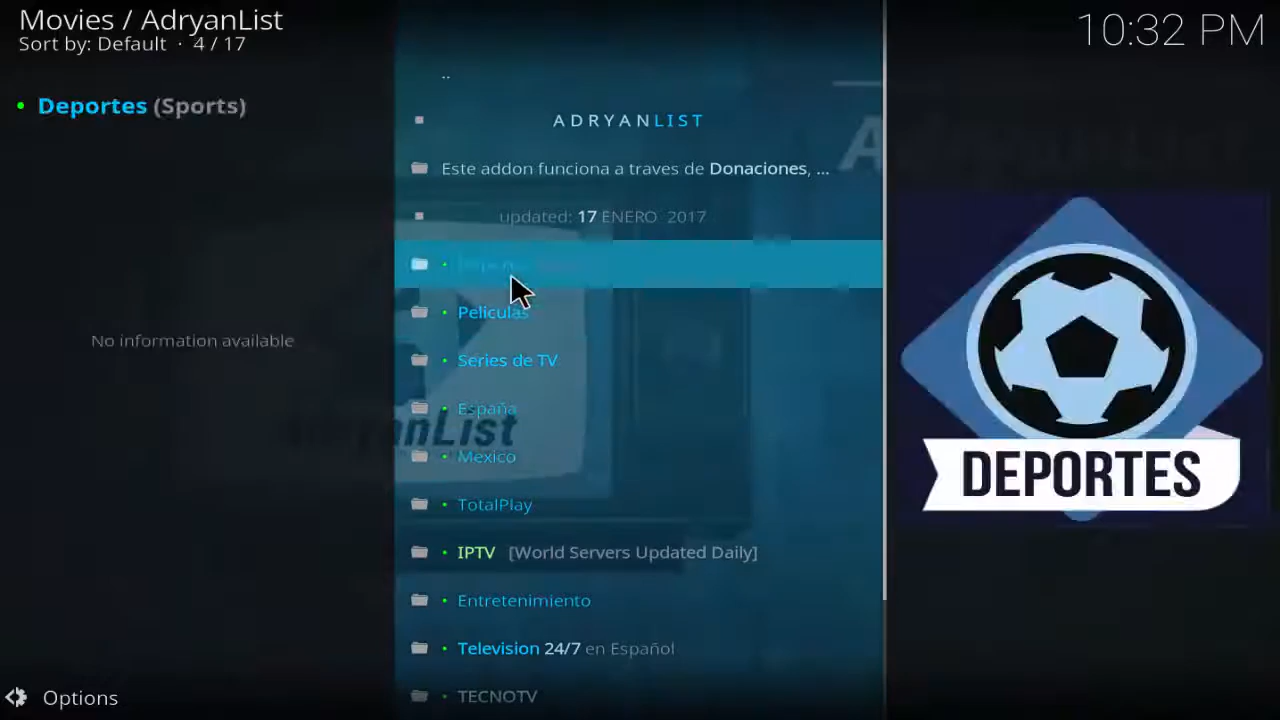 Movies / AdryanList
Sort by: Default · 4 / 17
10:32 PM
• Deportes (Sports)
No information available
..
ADRYANLIST
Este addon funciona a traves de Donaciones, ...
updated: 17 ENERO 2017
• Peliculas
• Series de TV
• España
• Mexico
• TotalPlay
• IPTV [World Servers Updated Daily]
• Entretenimiento
• Television 24/7 en Español
• TECNOTV
AdryanList
DEPORTES
Options